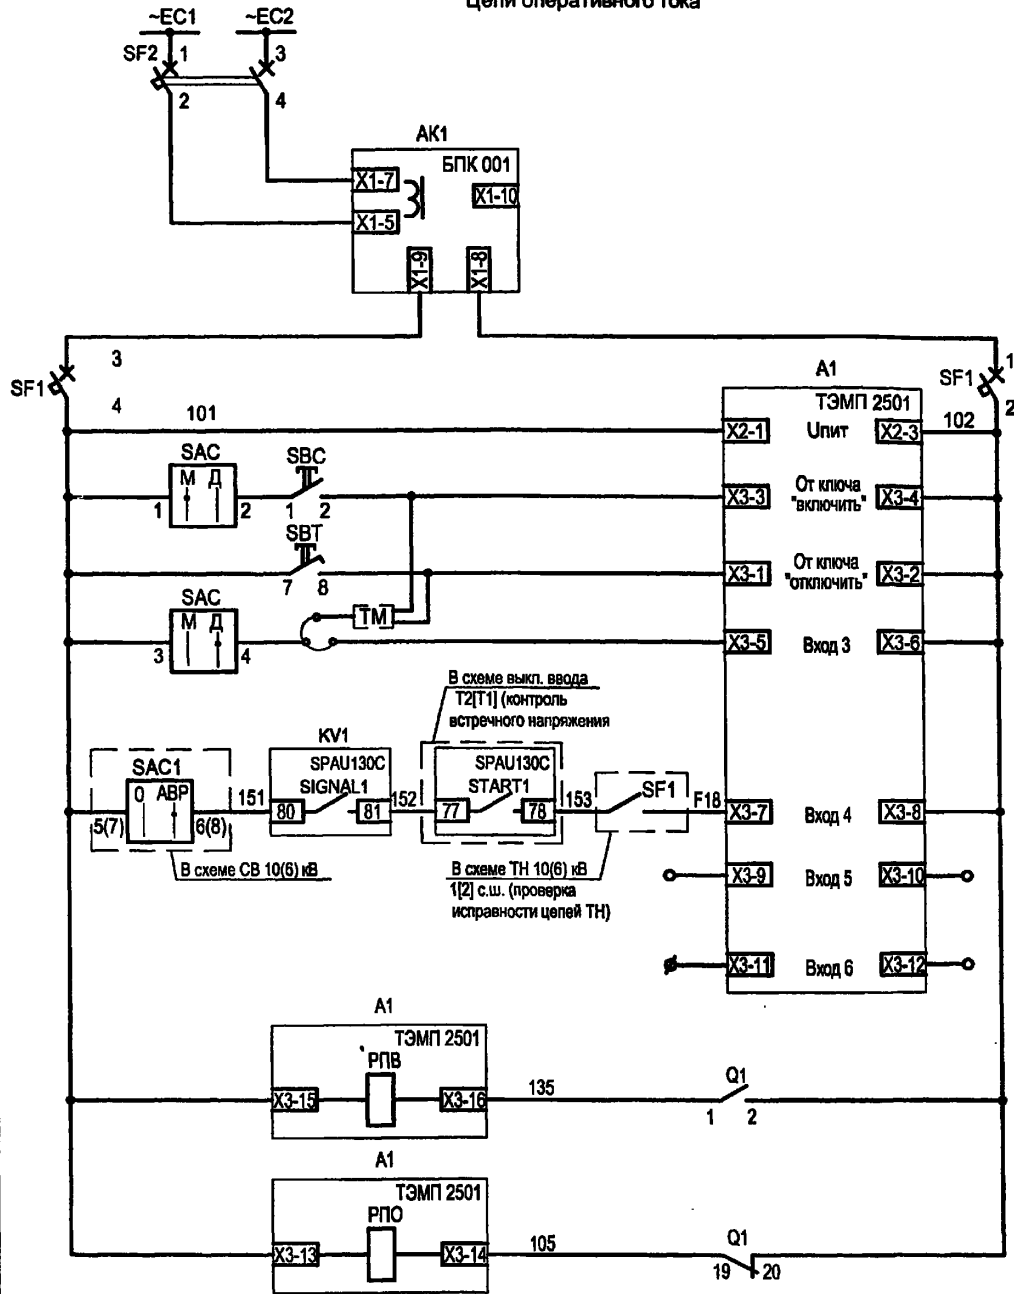 Цепи оперативного тока
~EC1 ~EC2
SF2 1 3
2 4
AK1
БПК 001
X1-7
X1-10
X1-5
X1-9 X1-8
3 1
SF1 SF1
4 2
A1
ТЭМП 2501
101 102
X2-1 Uпит X2-3
SAC SBC
М Д
1 2 1 2
X3-3 От ключа "включить" X3-4
SBT
7 8
X3-1 От ключа "отключить" X3-2
SAC
М Д
3 4
ТМ
X3-5 Вход 3 X3-6
В схеме выкл. ввода
Т2[Т1] (контроль
встречного напряжения
KV1
SAC1 SPAU130C SPAU130C
0 АВР SIGNAL1 START1 SF1
5(7) 6(8) 151 80 81 152 77 78 153 F18 X3-7 Вход 4 X3-8
В схеме СВ 10(6) кВ
В схеме ТН 10(6) кВ
1[2] с.ш. (проверка
исправности цепей ТН)
X3-9 Вход 5 X3-10
X3-11 Вход 6 X3-12
A1
ТЭМП 2501
РПВ
X3-15 X3-16 135 Q1
1 2
A1
ТЭМП 2501
РПО
X3-13 X3-14 105 Q1
19 20